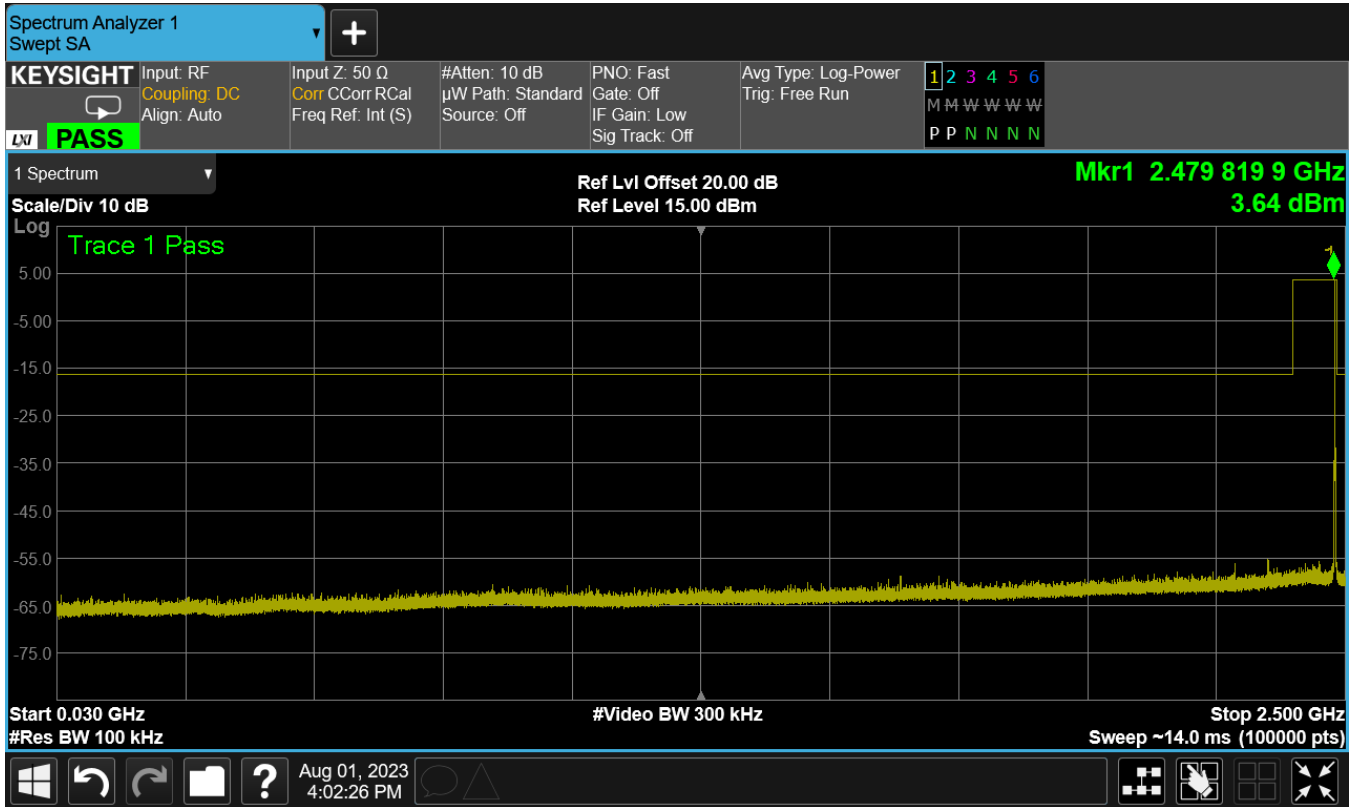 Spectrum Analyzer 1
Swept SA
KEYSIGHT
LXI PASS
Input: RF
Coupling: DC
Align: Auto
Input Z: 50 Ω
Corr CCorr RCal
Freq Ref: Int (S)
#Atten: 10 dB
µW Path: Standard
Source: Off
PNO: Fast
Gate: Off
IF Gain: Low
Sig Track: Off
Avg Type: Log-Power
Trig: Free Run
1 2 3 4 5 6
M M W W W W
P P N N N N
1 Spectrum
Scale/Div 10 dB
Ref Lvl Offset 20.00 dB
Ref Level 15.00 dBm
Mkr1 2.479 819 9 GHz
3.64 dBm
Log
Trace 1 Pass
1
5.00
-5.00
-15.0
-25.0
-35.0
-45.0
-55.0
-65.0
-75.0
Start 0.030 GHz
#Video BW 300 kHz
Stop 2.500 GHz
#Res BW 100 kHz
Sweep ~14.0 ms (100000 pts)
?
Aug 01, 2023
4:02:26 PM